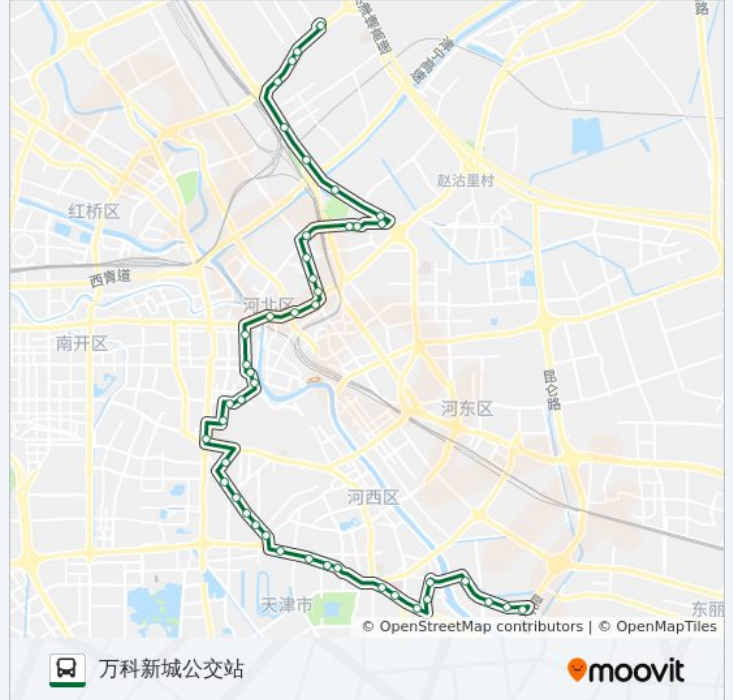 路
津塘高速
津宁高速
赵沽里村
红桥区
西青道
河北区
南开区
昆仑路
河东区
河西区
天津市
昆
东丽
© OpenStreetMap contributors | © OpenMapTiles
万科新城公交站
moovit